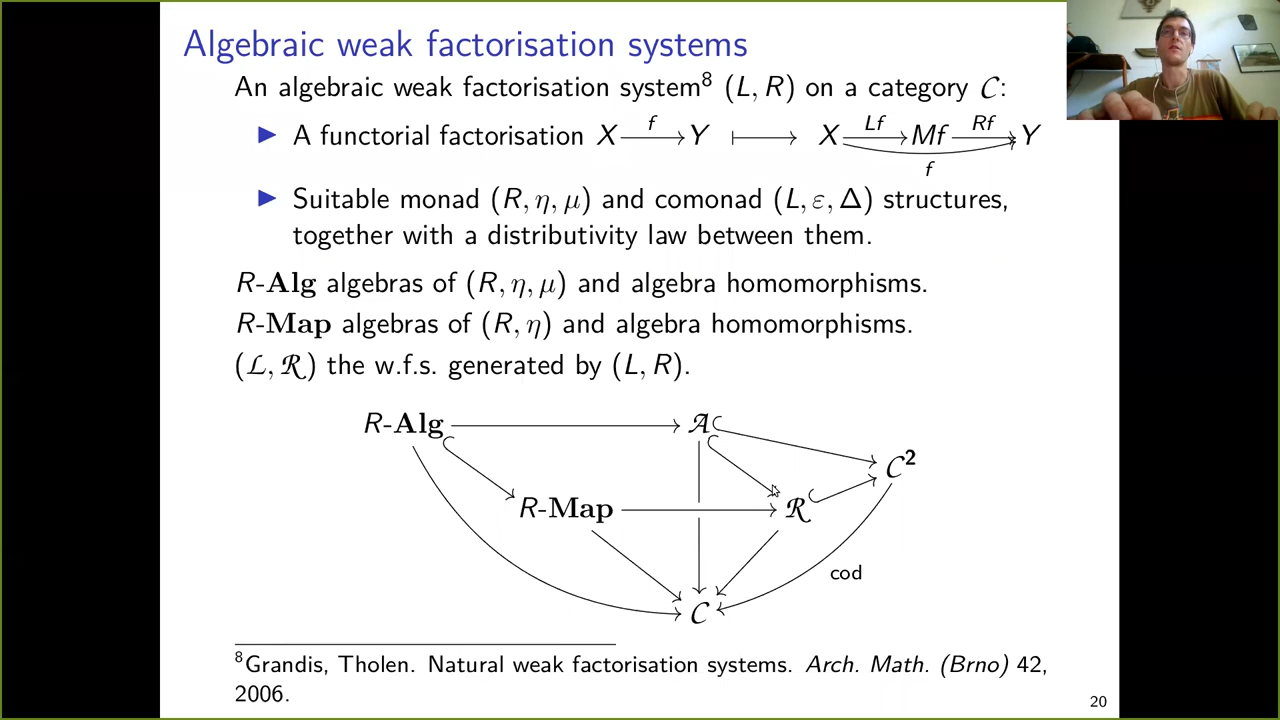 Algebraic weak factorisation systems
An algebraic weak factorisation system⁸ (L, R) on a category 𝒞:
▶ A functorial factorisation X —f→ Y ⟼ X —Lf→ Mf —Rf→ Y
f
▶ Suitable monad (R, η, μ) and comonad (L, ε, Δ) structures,
together with a distributivity law between them.
R-Alg algebras of (R, η, μ) and algebra homomorphisms.
R-Map algebras of (R, η) and algebra homomorphisms.
(ℒ, ℛ) the w.f.s. generated by (L, R).
R-Alg 𝒜
𝒞²
R-Map ℛ
cod
𝒞
⁸Grandis, Tholen. Natural weak factorisation systems. Arch. Math. (Brno) 42,
2006.
20